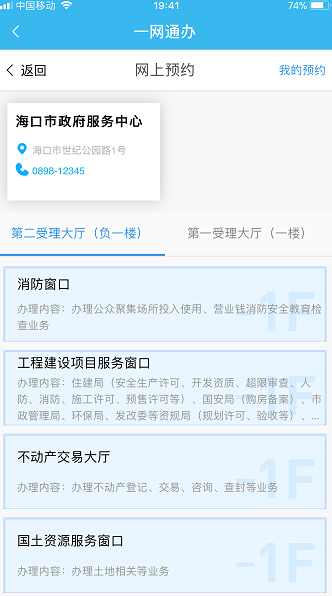 中国移动 19:41 74%
一网通办
返回 网上预约 我的预约
海口市政府服务中心
海口市世纪公园路1号
0898-12345
第二受理大厅（负一楼） 第一受理大厅（一楼）
消防窗口
办理内容：办理公众聚集场所投入使用、营业钱消防安全教育检
查业务
-1F
工程建设项目服务窗口
办理内容：住建局（安全生产许可、开发资质、超限审查、人
防、消防、施工许可、预售许可等）、国安局（购房备案）、市
政管理局、环保局、发改委等资规局（规划许可、验收等）、...
-1F
不动产交易大厅
办理内容：办理不动产登记、交易、咨询、查封等业务
-1F
国土资源服务窗口
办理内容：办理土地相关等业务
-1F